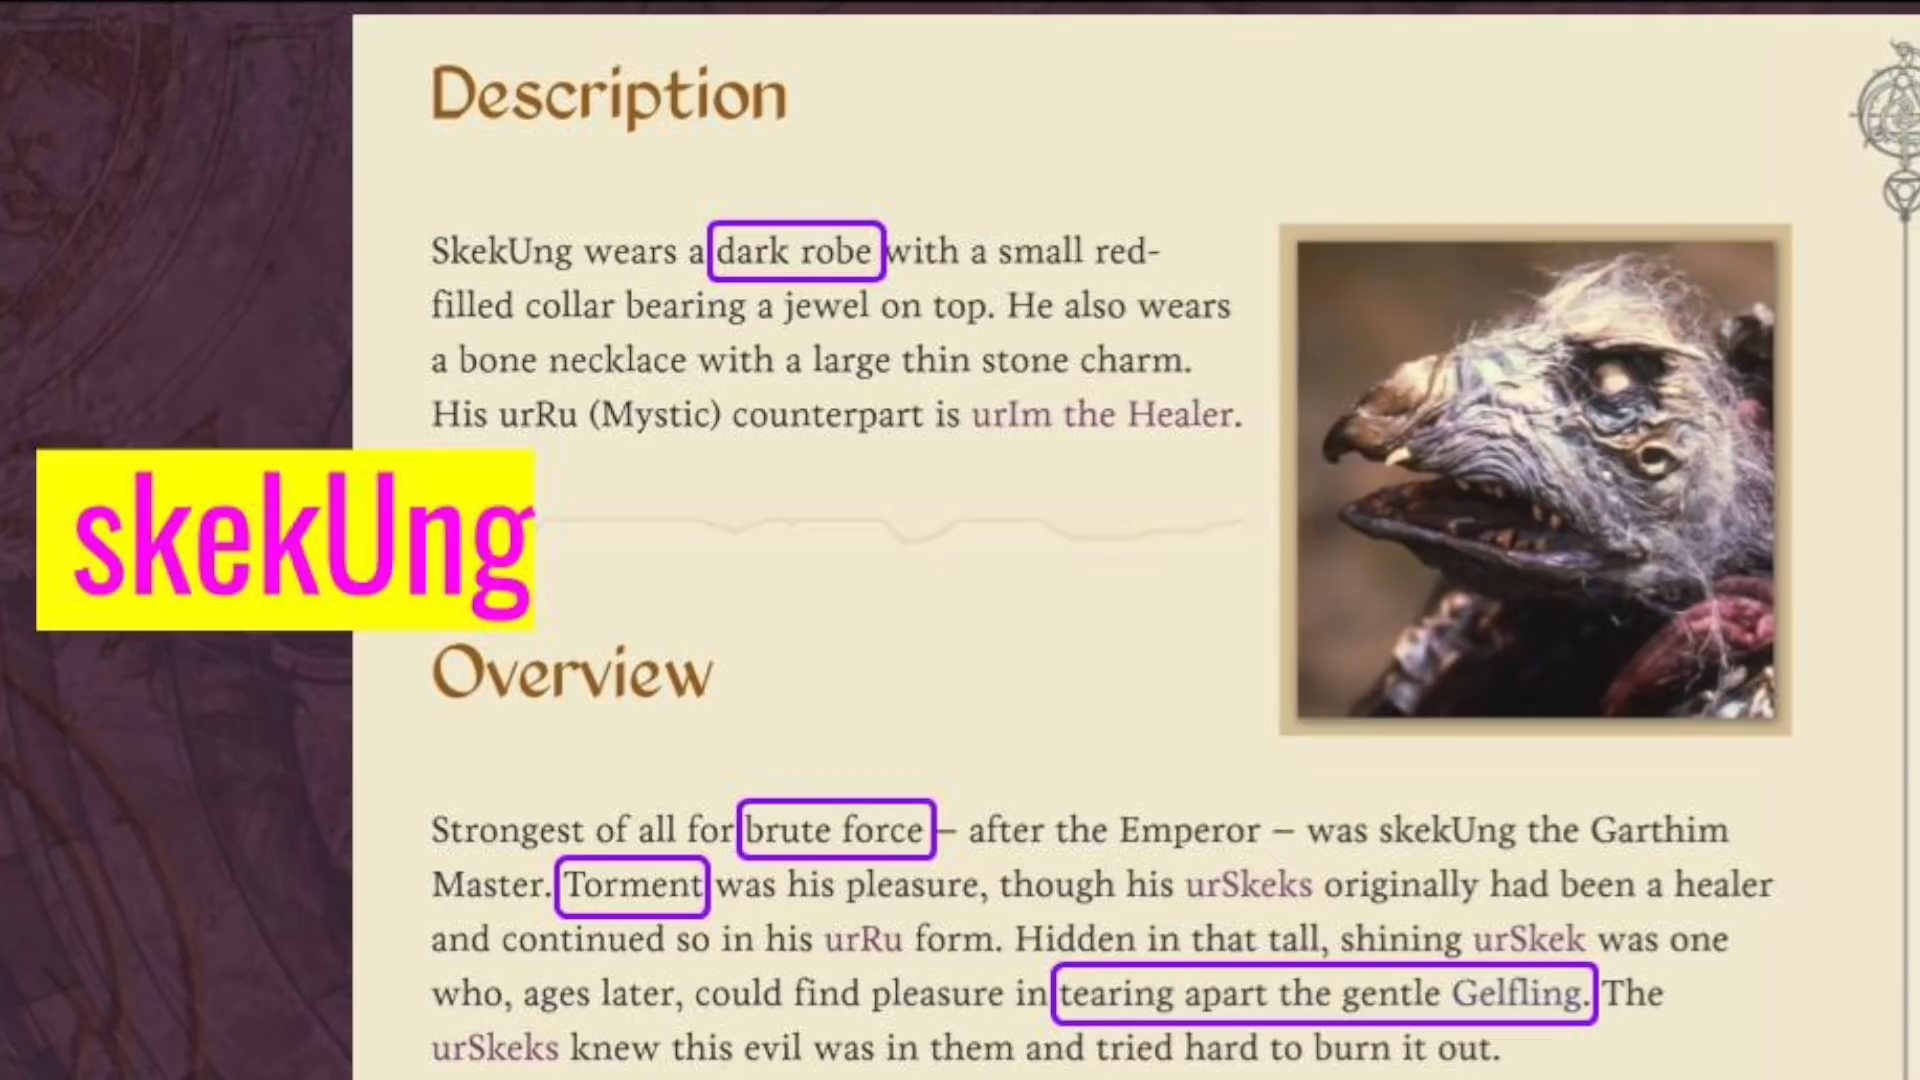 Description
SkekUng wears a dark robe with a small red-
filled collar bearing a jewel on top. He also wears
a bone necklace with a large thin stone charm.
His urRu (Mystic) counterpart is urIm the Healer.
skekUng
Overview
Strongest of all for brute force – after the Emperor – was skekUng the Garthim
Master. Torment was his pleasure, though his urSkeks originally had been a healer
and continued so in his urRu form. Hidden in that tall, shining urSkek was one
who, ages later, could find pleasure in tearing apart the gentle Gelfling. The
urSkeks knew this evil was in them and tried hard to burn it out.